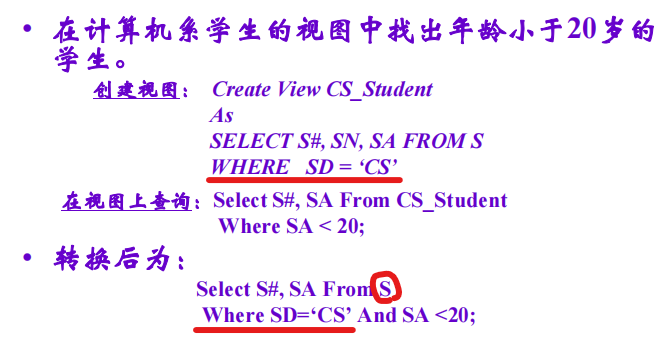 • 在计算机系学生的视图中找出年龄小于20岁的
学生。
创建视图： Create View CS_Student
As
SELECT S#, SN, SA FROM S
WHERE SD = ‘CS’
在视图上查询：Select S#, SA From CS_Student
Where SA < 20;
• 转换后为：
Select S#, SA From S
Where SD=‘CS’ And SA <20;